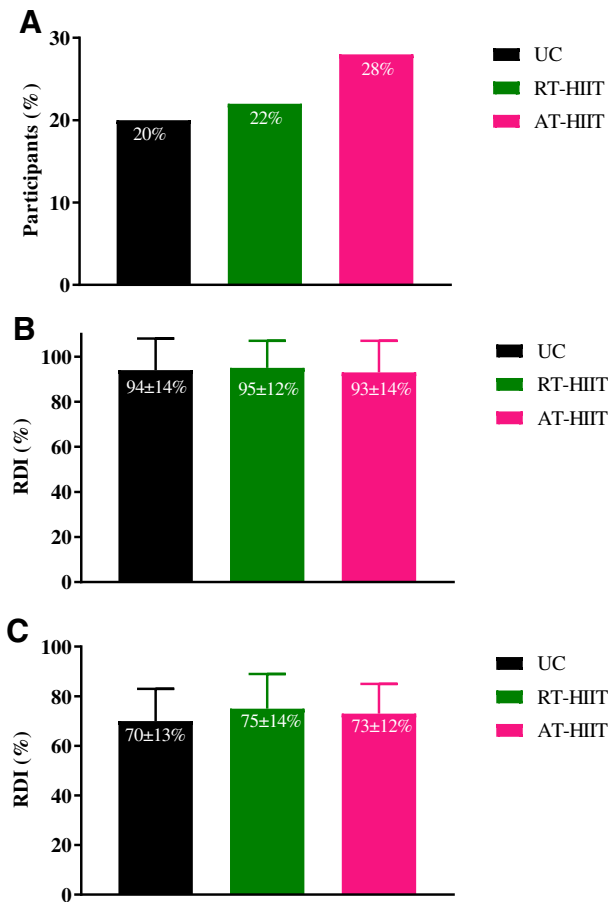 A
Participants (%)
30
20
10
0
20%
22%
28%
UC
RT-HIIT
AT-HIIT
B
RDI (%)
100
80
60
40
20
0
94±14%
95±12%
93±14%
UC
RT-HIIT
AT-HIIT
C
RDI (%)
100
80
60
40
20
0
70±13%
75±14%
73±12%
UC
RT-HIIT
AT-HIIT